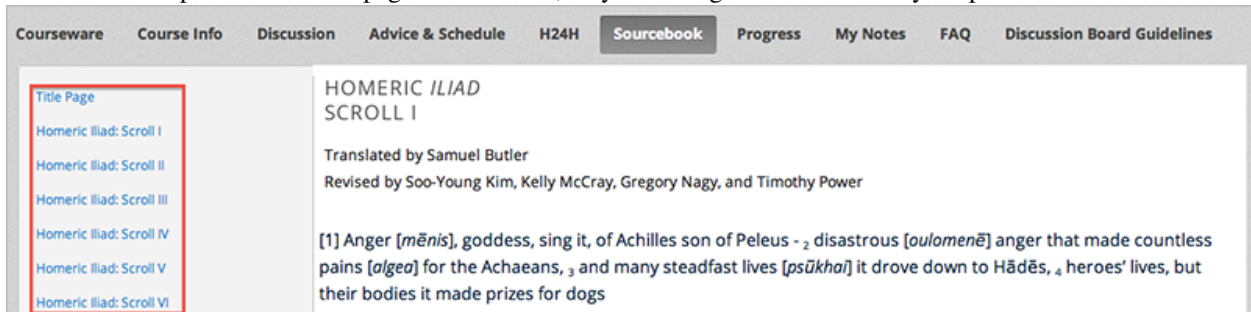 Courseware Course Info Discussion Advice & Schedule H24H Sourcebook Progress My Notes FAQ Discussion Board Guidelines
Title Page
Homeric Iliad: Scroll I
Homeric Iliad: Scroll II
Homeric Iliad: Scroll III
Homeric Iliad: Scroll IV
Homeric Iliad: Scroll V
Homeric Iliad: Scroll VI
HOMERIC ILIAD
SCROLL I
Translated by Samuel Butler
Revised by Soo-Young Kim, Kelly McCray, Gregory Nagy, and Timothy Power
[1] Anger [mēnis], goddess, sing it, of Achilles son of Peleus - 2 disastrous [oulomenē] anger that made countless
pains [algea] for the Achaeans, 3 and many steadfast lives [psūkhai] it drove down to Hādēs, 4 heroes' lives, but
their bodies it made prizes for dogs